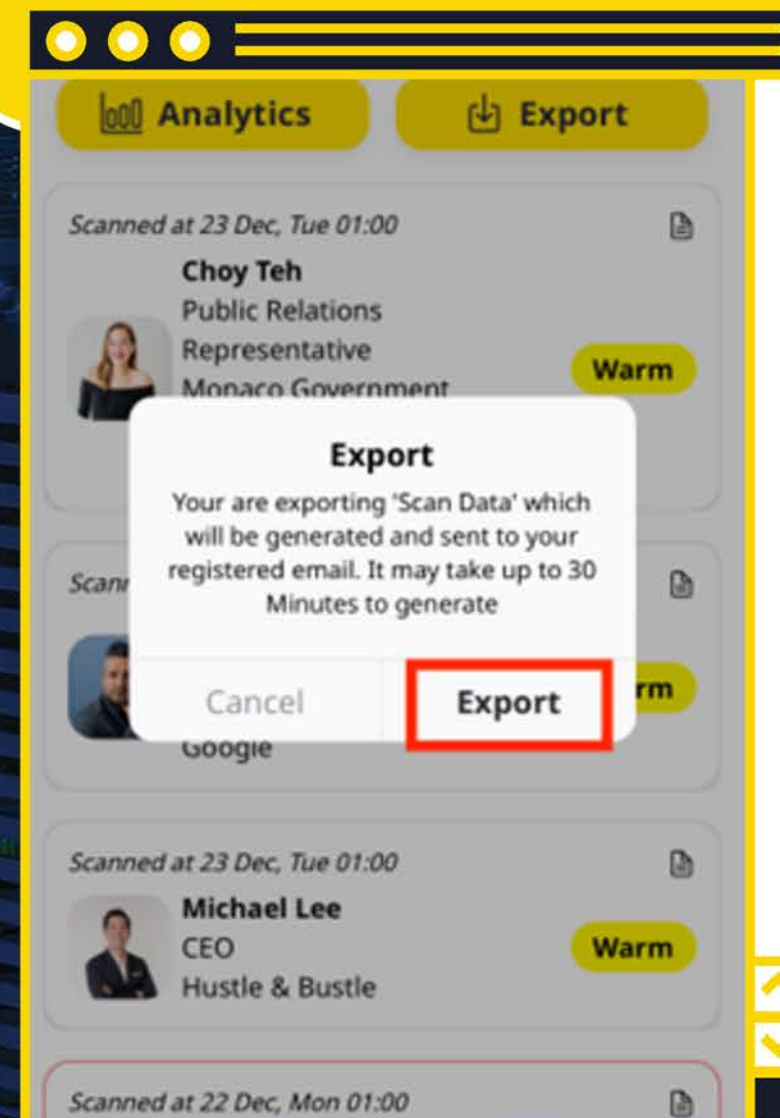 Analytics
Export
Scanned at 23 Dec, Tue 01:00
Choy Teh
Public Relations
Representative
Warm
Monaco Government
Export
Your are exporting 'Scan Data' which
will be generated and sent to your
registered email. It may take up to 30
Minutes to generate
Scann
rm
Cancel
Export
Google
Scanned at 23 Dec, Tue 01:00
Michael Lee
CEO
Warm
Hustle & Bustle
Scanned at 22 Dec, Mon 01:00